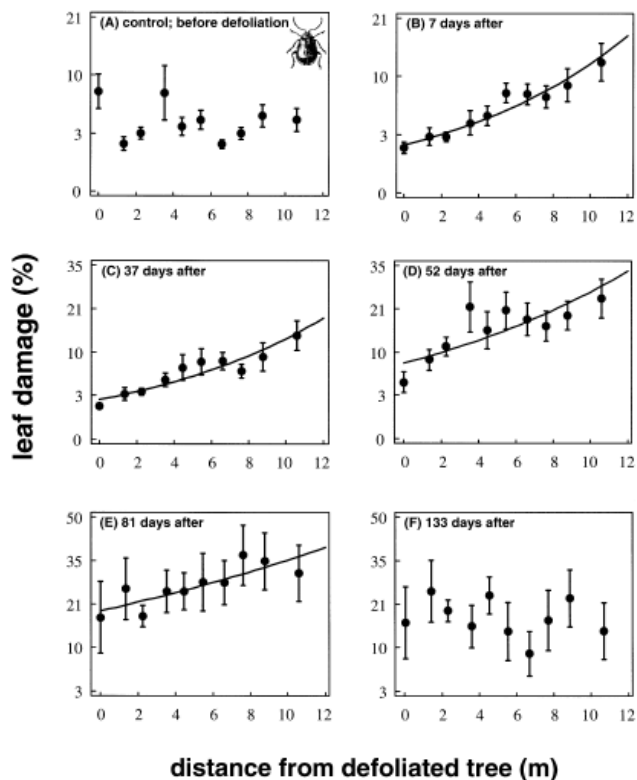 (A) control; before defoliation
21
10
3
0
0 2 4 6 8 10 12
(B) 7 days after
21
10
3
0
0 2 4 6 8 10 12
leaf damage (%)
(C) 37 days after
35
21
10
3
0
0 2 4 6 8 10 12
(D) 52 days after
35
21
10
3
0
0 2 4 6 8 10 12
(E) 81 days after
50
35
21
10
3
0 2 4 6 8 10 12
(F) 133 days after
50
35
21
10
3
0 2 4 6 8 10 12
distance from defoliated tree (m)